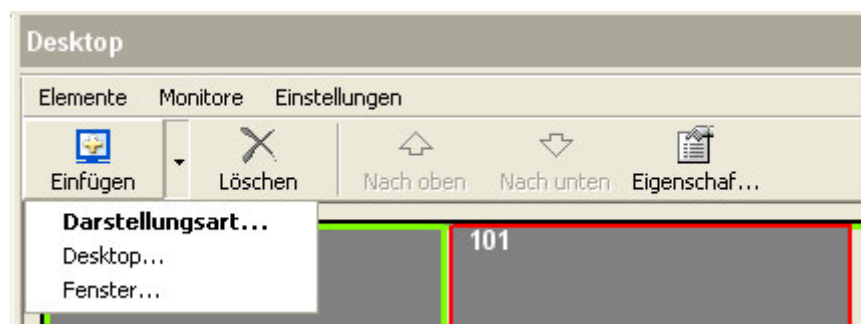 Desktop
Elemente Monitore Einstellungen
Einfügen Löschen Nach oben Nach unten Eigenschaf...
Darstellungsart...
101
Desktop...
Fenster...